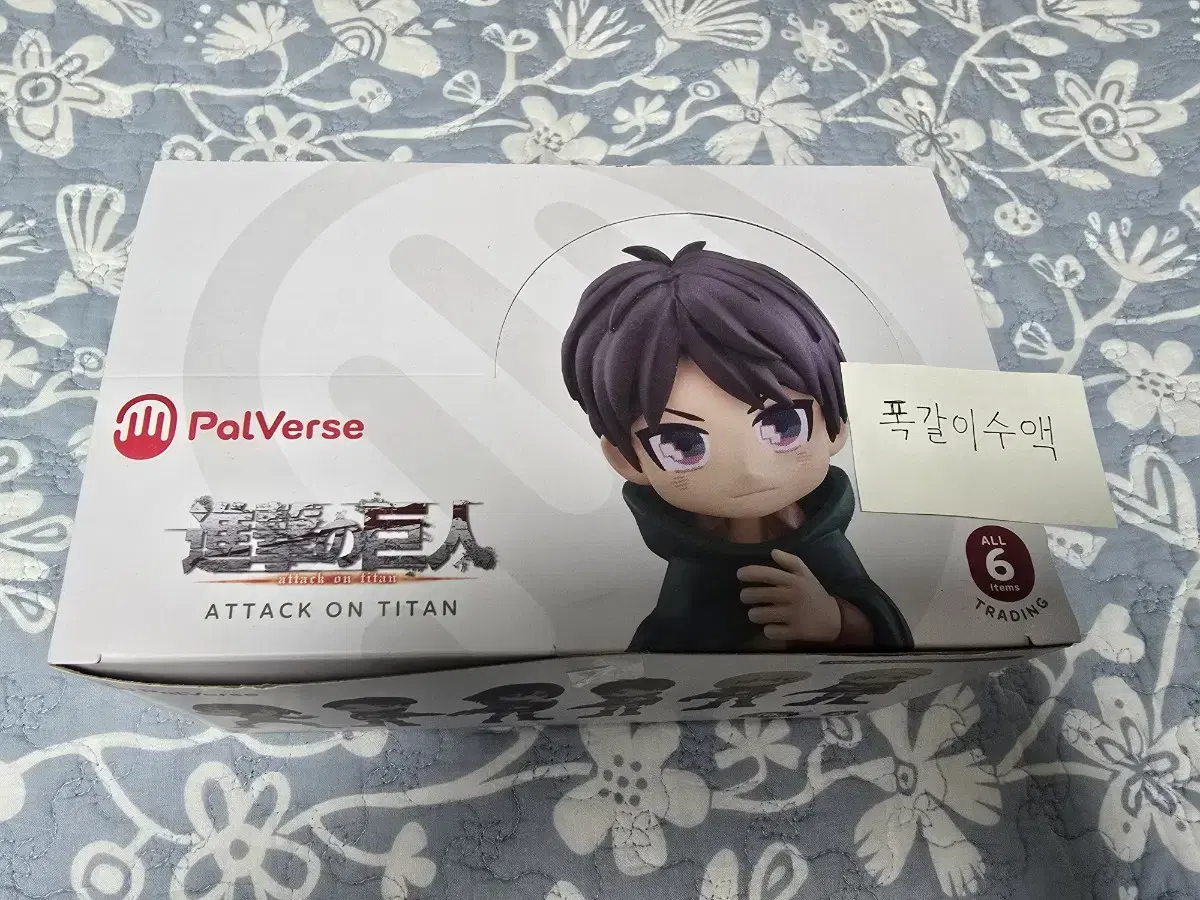 PalVerse
進撃の巨人
attack on titan
ATTACK ON TITAN
폭갈이수액
ALL
6
Items
TRADING